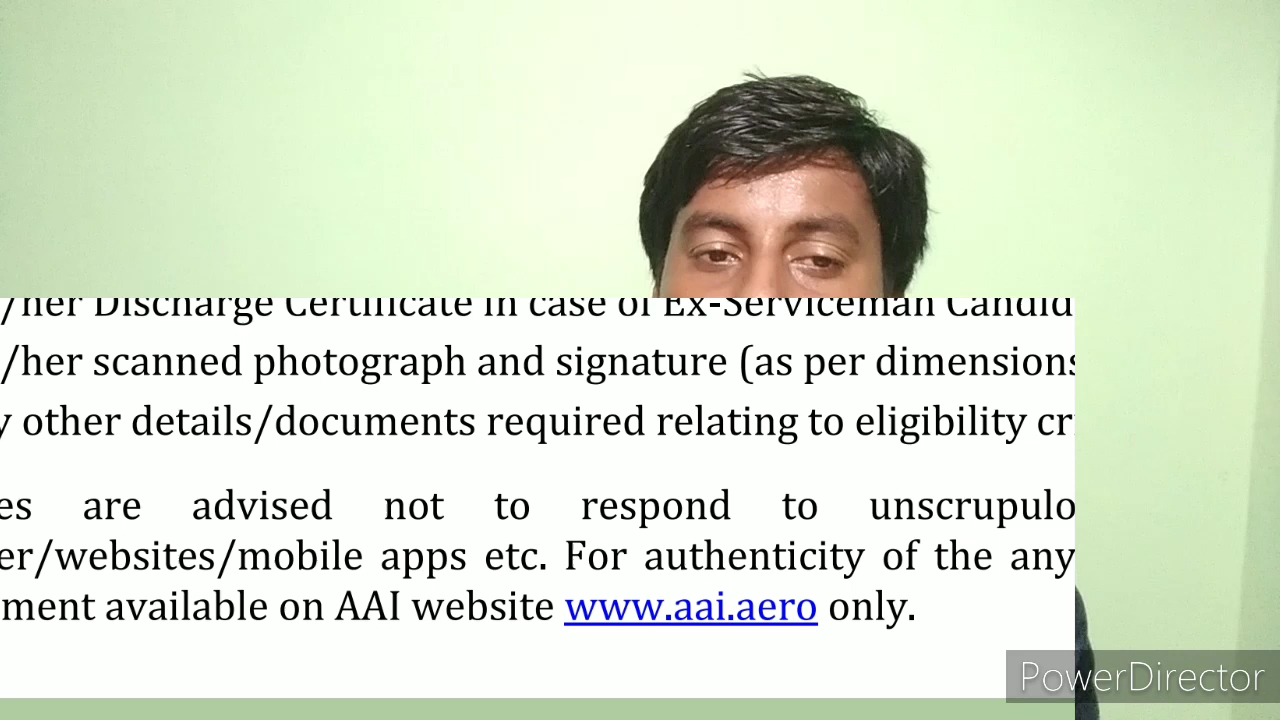 /her Discharge Certificate in case of Ex-Serviceman Candid
/her scanned photograph and signature (as per dimensions
y other details/documents required relating to eligibility cr
es are advised not to respond to unscrupulo
er/websites/mobile apps etc. For authenticity of the any
ment available on AAI website www.aai.aero only.
PowerDirector